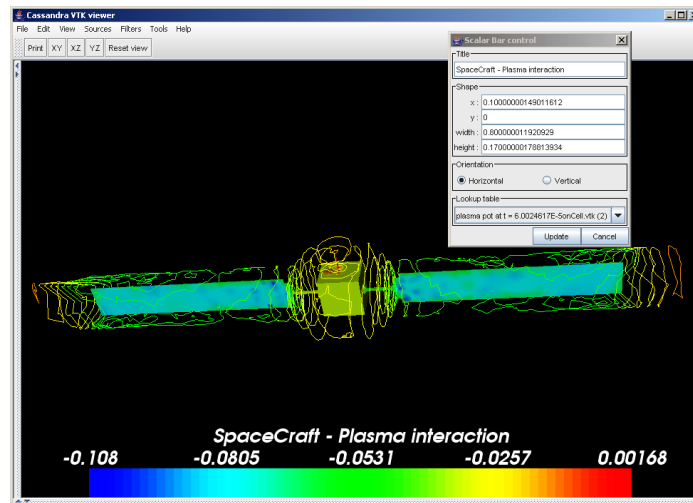 Cassandra VTK viewer
File Edit View Sources Filters Tools Help
Print XY XZ YZ Reset view
Scalar Bar control
Title
SpaceCraft - Plasma interaction
Shape
x : 0.10000000149011612
y : 0
width : 0.800000011920929
height : 0.17000000178813934
Orientation
Horizontal Vertical
Lookup table
plasma pot at t = 6.0024617E-5onCell.vtk (2)
Update Cancel
SpaceCraft - Plasma interaction
-0.108 -0.0805 -0.0531 -0.0257 0.00168